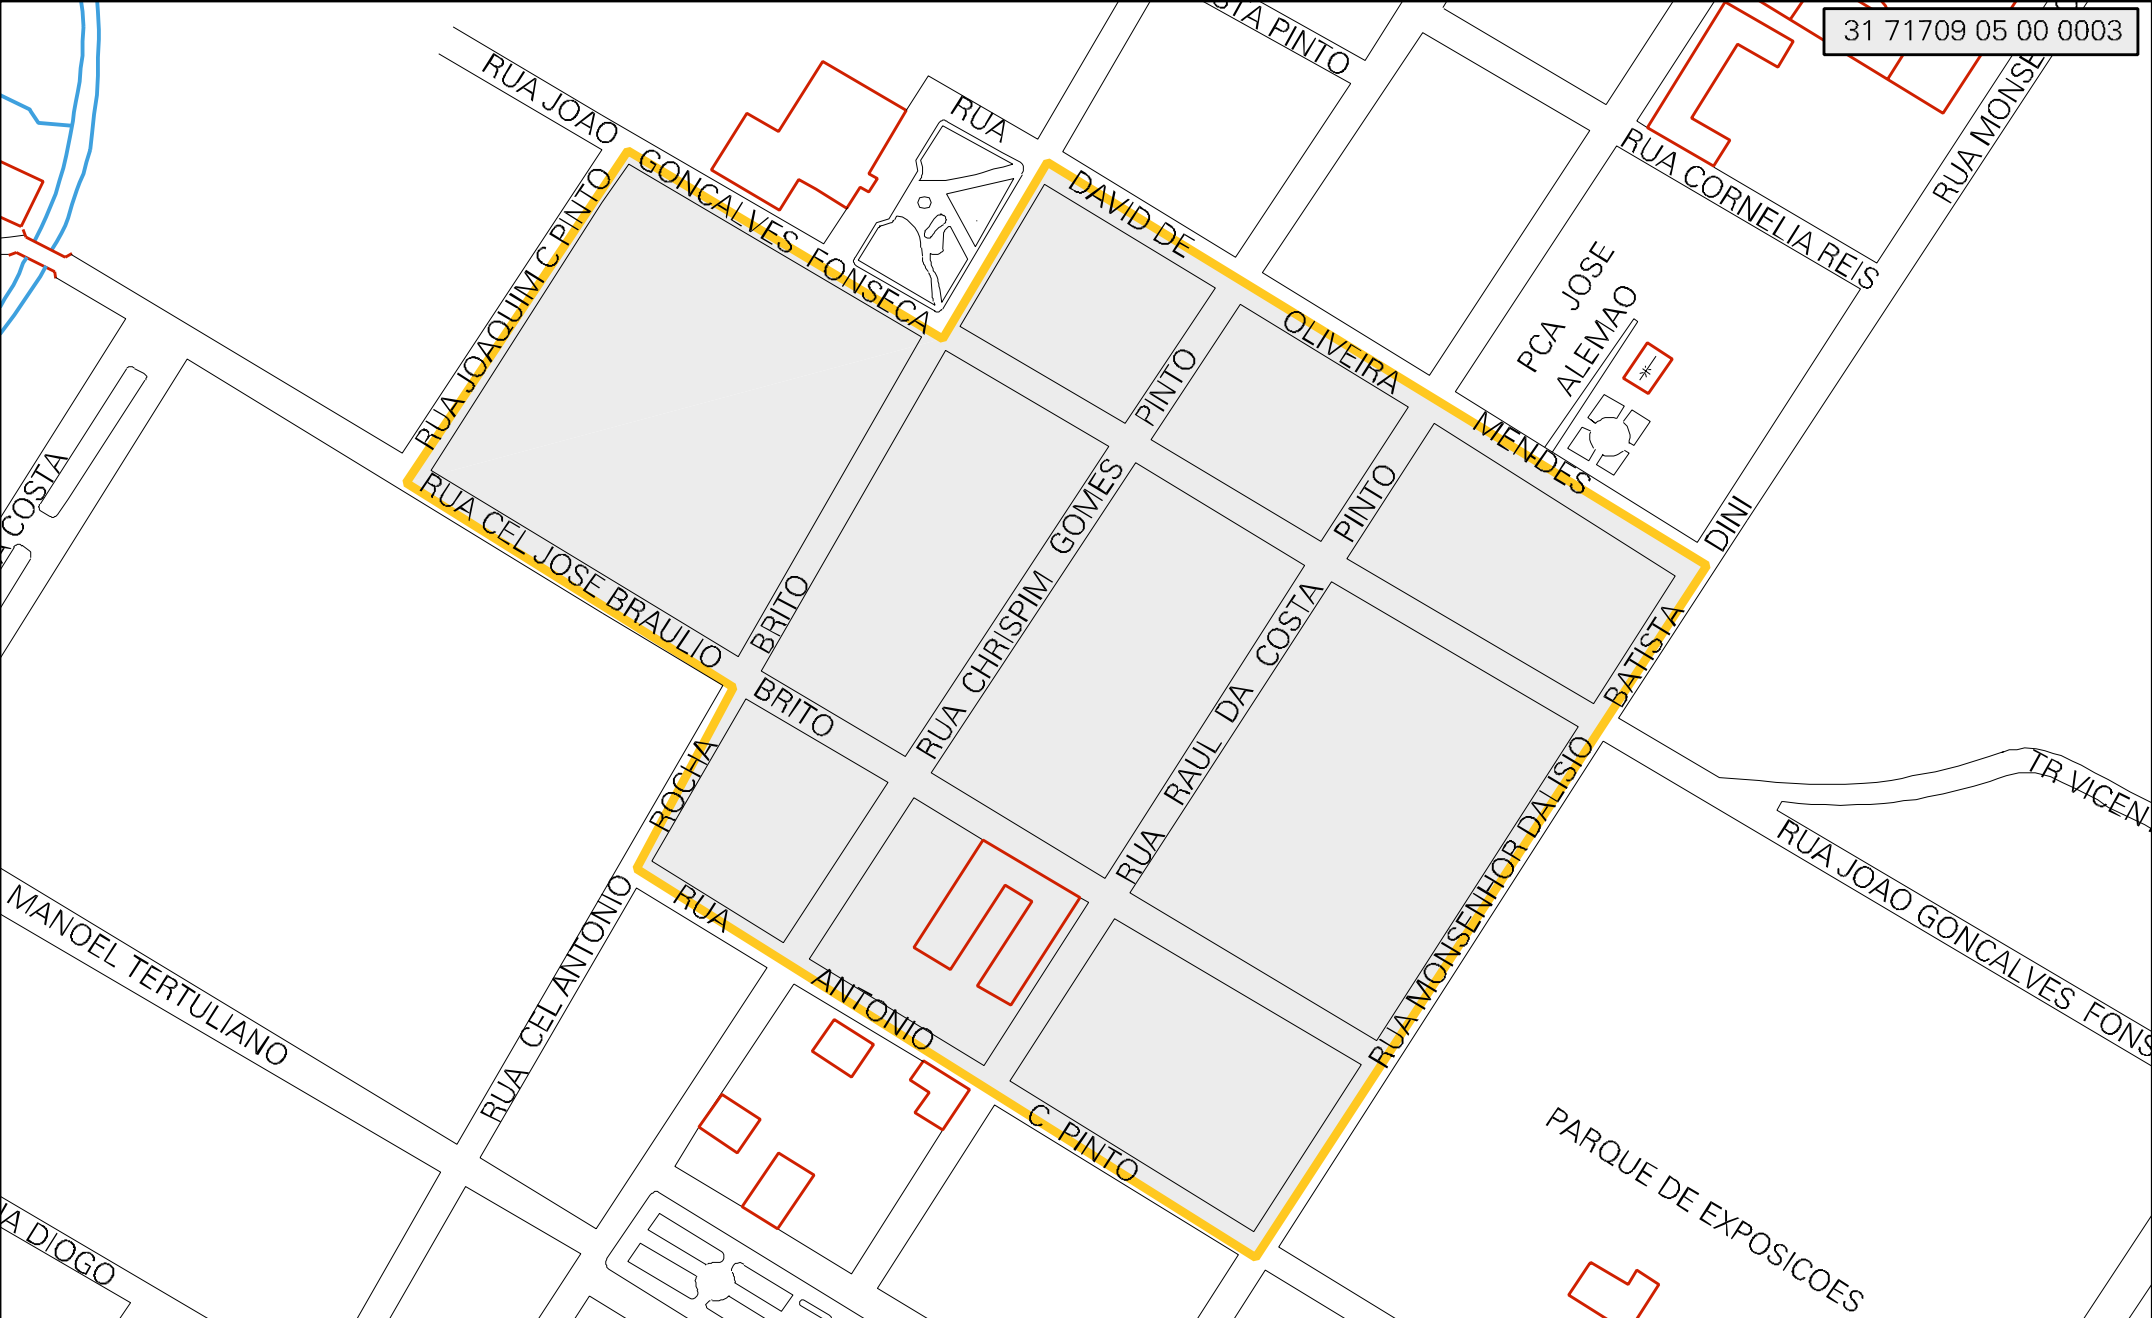 31 71709 05 00 0003
STA PINTO
RUA MONSE
RUA JOAO
GONCALVES FONSECA
RUA
DAVID DE
OLIVEIRA
MENDES
RUA CORNELIA REIS
PCA JOSE
ALEMAO
DINI
BATISTA
RUA MONSENHOR DALISIO
RUA JOAQUIM C PINTO
RUA CEL JOSE BRAULIO
BRITO
BRITO
PINTO
PINTO
RUA CHRISPIM GOMES
RUA RAUL DA COSTA
A COSTA
ROCHA
RUA CEL ANTONIO
RUA
ANTONIO
C PINTO
TR VICEN
RUA JOAO GONCALVES FONS
MANOEL TERTULIANO
PARQUE DE EXPOSICOES
A DIOGO